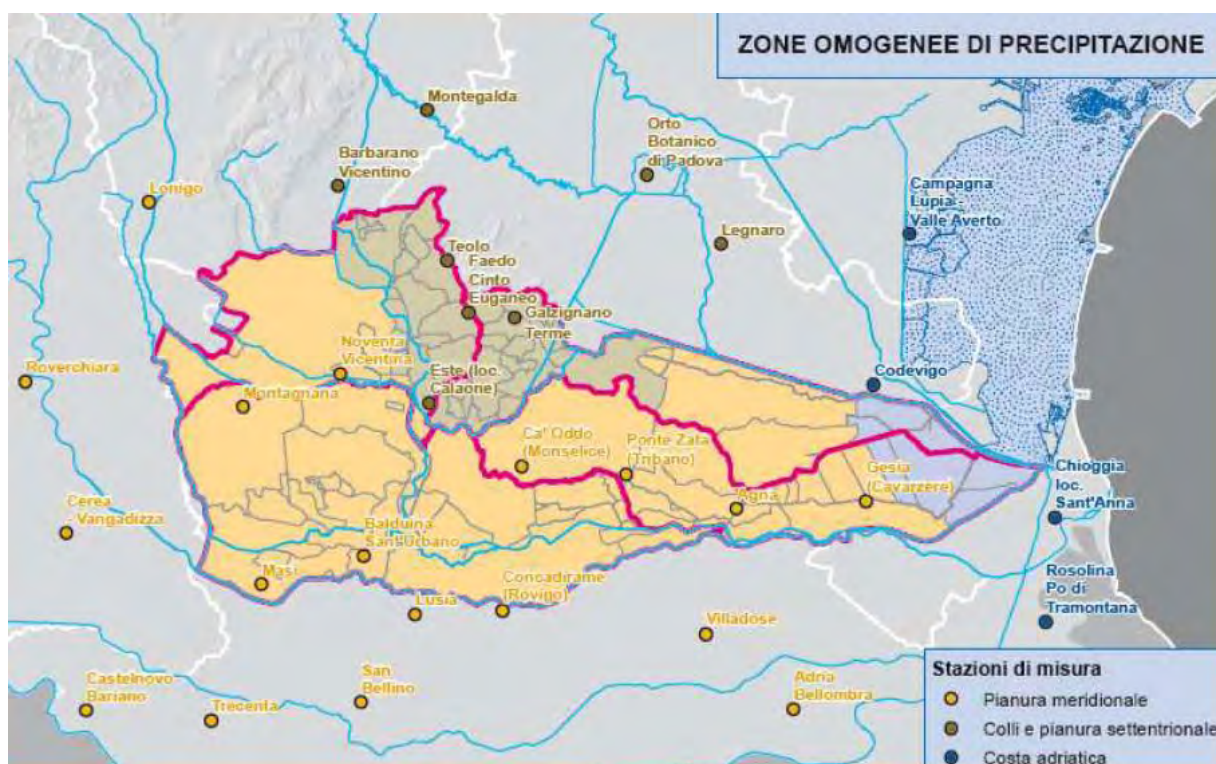 ZONE OMOGENEE DI PRECIPITAZIONE
Montegalda
Orto
Botanico
di Padova
Barbarano
Vicentino
Lonigo
Campagna
Lupia -
Valle Averto
Legnaro
Teolo
Faedo
Cinto
Euganeo
Galzignano
Terme
Noventa
Vicentina
Este (loc.
Calaone)
Roverchiara
Montagnana
Codevigo
Ca' Oddo
(Monselice)
Ponte Zata
(Tribano)
Gesia
(Cavarzere)
Chioggia
loc.
Sant'Anna
Agna
Cerea
- Vangadizza
Balduina
Sant'Urbano
Masi
Concadirame
(Rovigo)
Lusia
Rosolina
Po di
Tramontana
Villadose
San
Bellino
Castelnovo
Bariano
Trecenta
Adria
Bellombra
Stazioni di misura
Pianura meridionale
Colli e pianura settentrionale
Costa adriatica